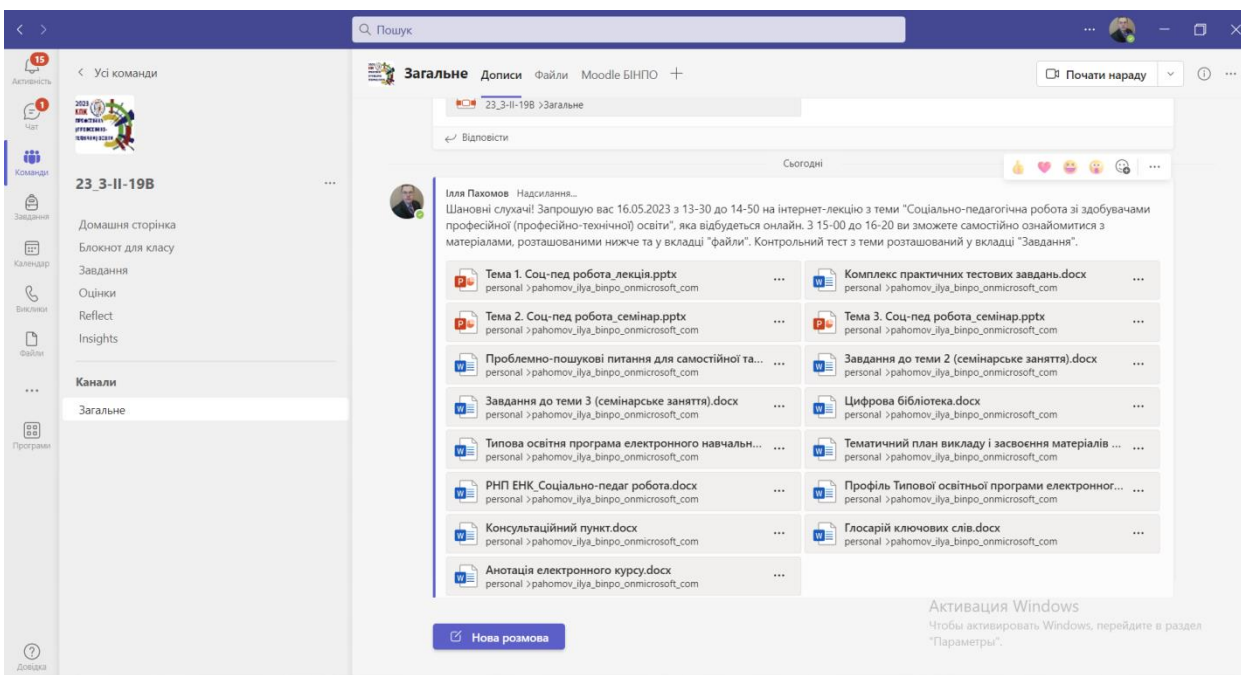 Пошук
15
Активність
1
Чат
Команди
Завдання
Календар
Виклики
Файли
Програми
Довідка
Усі команди
2023
23_З-ІІ-19В
Домашня сторінка
Блокнот для класу
Завдання
Оцінки
Reflect
Insights
Канали
Загальне
Загальне Дописи Файли Moodle БІНПО
Почати нараду
23_З-ІІ-19В >Загальне
Відповісти
Сьогодні
Ілля Пахомов Надсилання...
Шановні слухачі! Запрошую вас 16.05.2023 з 13-30 до 14-50 на інтернет-лекцію з теми "Соціально-педагогічна робота зі здобувачами
професійної (професійно-технічної) освіти", яка відбудеться онлайн. З 15-00 до 16-20 ви зможете самостійно ознайомитися з
матеріалами, розташованими нижче та у вкладці "файли". Контрольний тест з теми розташований у вкладці "Завдання".
Тема 1. Соц-пед робота_лекція.pptx
personal >pahomov_ilya_binpo_onmicrosoft_com
Комплекс практичних тестових завдань.docx
personal >pahomov_ilya_binpo_onmicrosoft_com
Тема 2. Соц-пед робота_семінар.pptx
personal >pahomov_ilya_binpo_onmicrosoft_com
Тема 3. Соц-пед робота_семінар.pptx
personal >pahomov_ilya_binpo_onmicrosoft_com
Проблемно-пошукові питання для самостійної та...
personal >pahomov_ilya_binpo_onmicrosoft_com
Завдання до теми 2 (семінарське заняття).docx
personal >pahomov_ilya_binpo_onmicrosoft_com
Завдання до теми 3 (семінарське заняття).docx
personal >pahomov_ilya_binpo_onmicrosoft_com
Цифрова бібліотека.docx
personal >pahomov_ilya_binpo_onmicrosoft_com
Типова освітня програма електронного навчальн...
personal >pahomov_ilya_binpo_onmicrosoft_com
Тематичний план викладу і засвоєння матеріалів ...
personal >pahomov_ilya_binpo_onmicrosoft_com
РНП ЕНК_Соціально-педаг робота.docx
personal >pahomov_ilya_binpo_onmicrosoft_com
Профіль Типової освітньої програми електронног...
personal >pahomov_ilya_binpo_onmicrosoft_com
Консультаційний пункт.docx
personal >pahomov_ilya_binpo_onmicrosoft_com
Глосарій ключових слів.docx
personal >pahomov_ilya_binpo_onmicrosoft_com
Анотація електронного курсу.docx
personal >pahomov_ilya_binpo_onmicrosoft_com
Нова розмова
Активация Windows
Чтобы активировать Windows, перейдите в раздел
"Параметры".